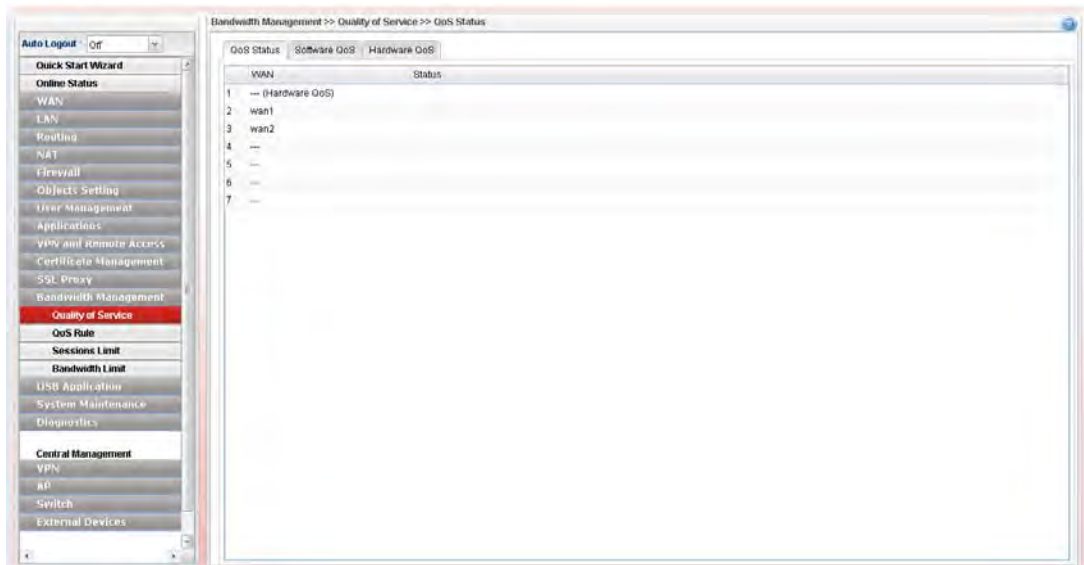 Bandwidth Management >> Quality of Service >> QoS Status
Auto Logout : Off
Quick Start Wizard
Online Status
WAN
LAN
Routing
NAT
Firewall
Objects Setting
User Management
Applications
VPN and Remote Access
Certificate Management
SSL Proxy
Bandwidth Management
Quality of Service
QoS Rule
Sessions Limit
Bandwidth Limit
USB Application
System Maintenance
Diagnostics
Central Management
VPN
AP
Switch
External Devices
QoS Status Software QoS Hardware QoS
WAN Status
1 --- (Hardware QoS)
2 wan1
3 wan2
4 ---
5 ---
6 ---
7 ---